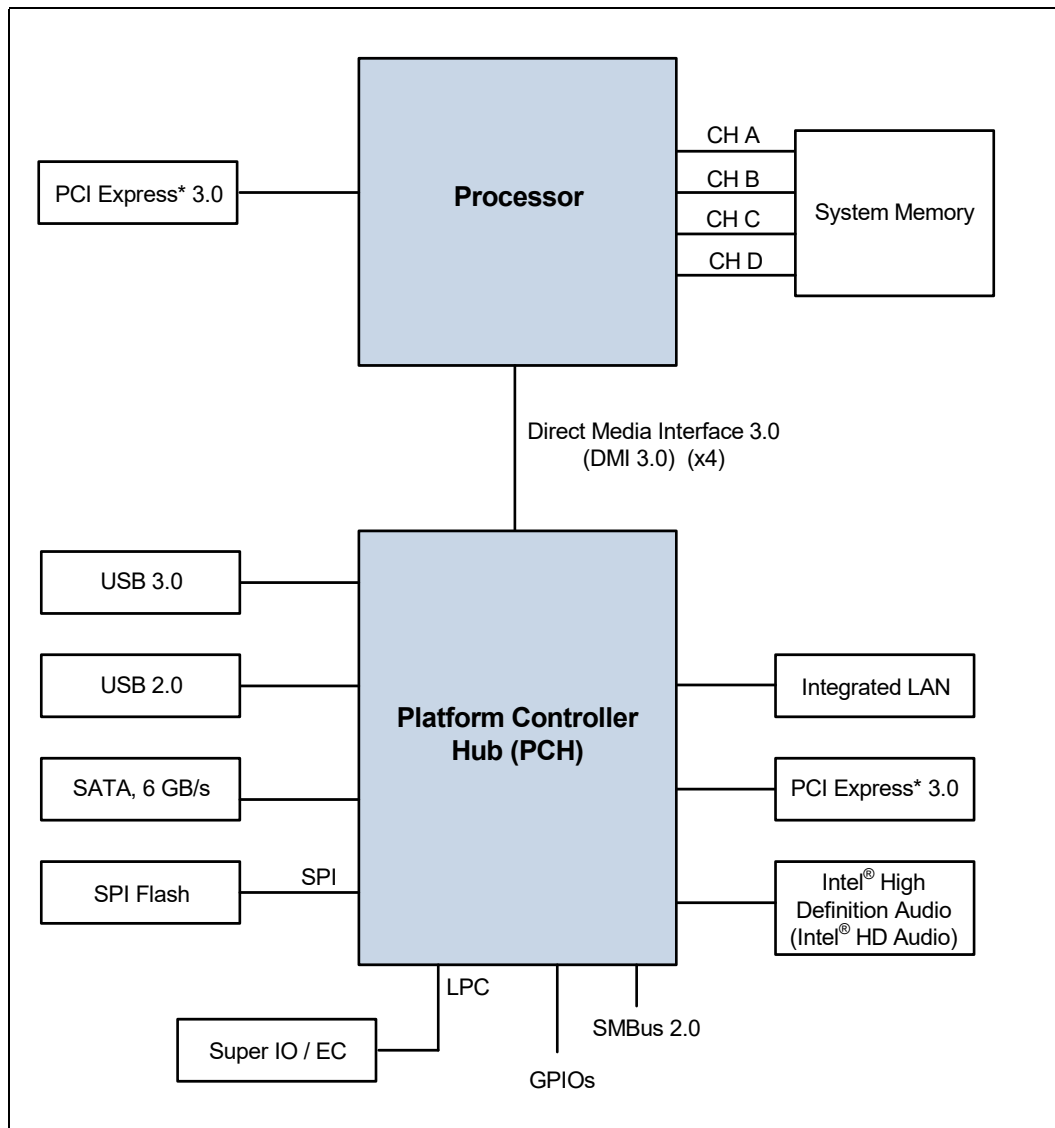 CH A
PCI Express* 3.0
Processor
CH B
System Memory
CH C
CH D
Direct Media Interface 3.0
(DMI 3.0) (x4)
USB 3.0
USB 2.0
Integrated LAN
Platform Controller
Hub (PCH)
SATA, 6 GB/s
PCI Express* 3.0
SPI Flash
SPI
Intel® High
Definition Audio
(Intel® HD Audio)
LPC
SMBus 2.0
Super IO / EC
GPIOs